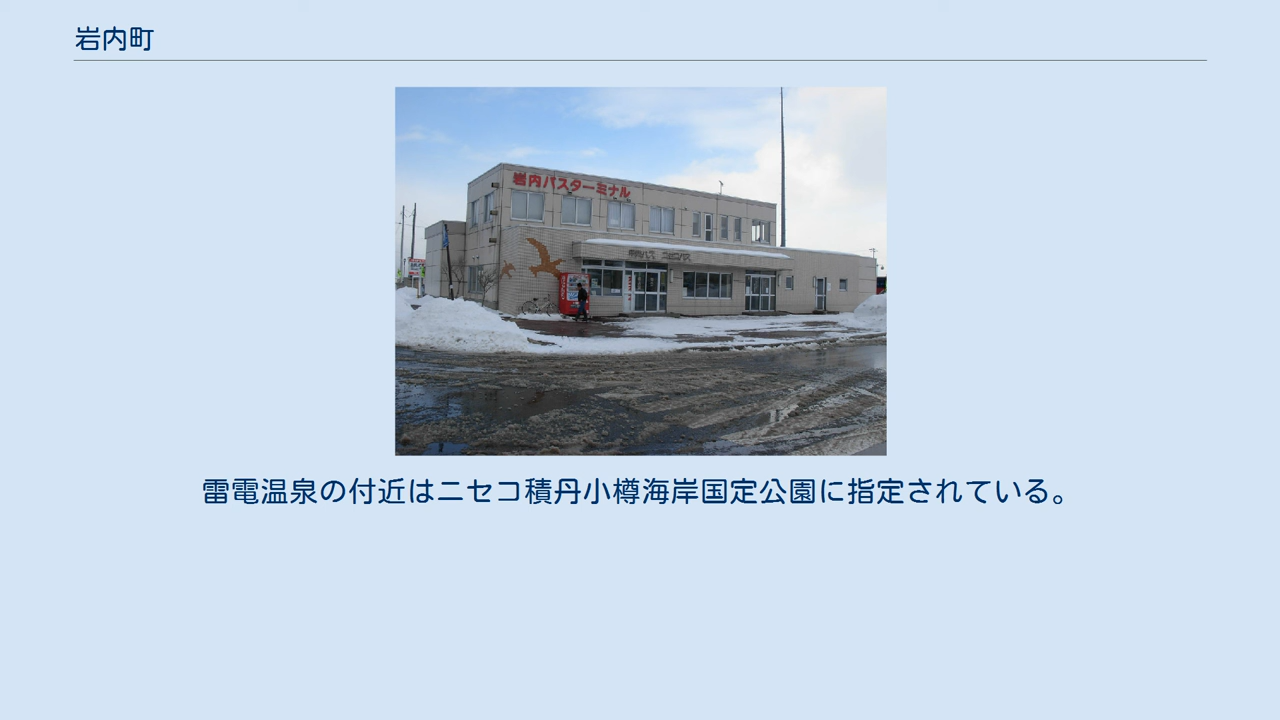 岩内町
岩内バスターミナル
雷電温泉の付近はニセコ積丹小樽海岸国定公園に指定されている。